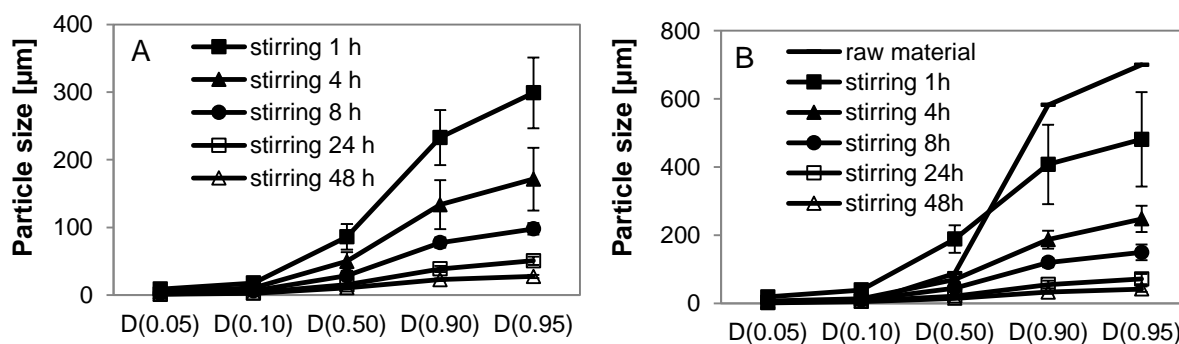 A
Particle size [µm]
400
300
200
100
0
stirring 1 h
stirring 4 h
stirring 8 h
stirring 24 h
stirring 48 h
D(0.05) D(0.10) D(0.50) D(0.90) D(0.95)
B
Particle size [µm]
800
600
400
200
0
raw material
stirring 1h
stirring 4h
stirring 8h
stirring 24h
stirring 48h
D(0.05) D(0.10) D(0.50) D(0.90) D(0.95)